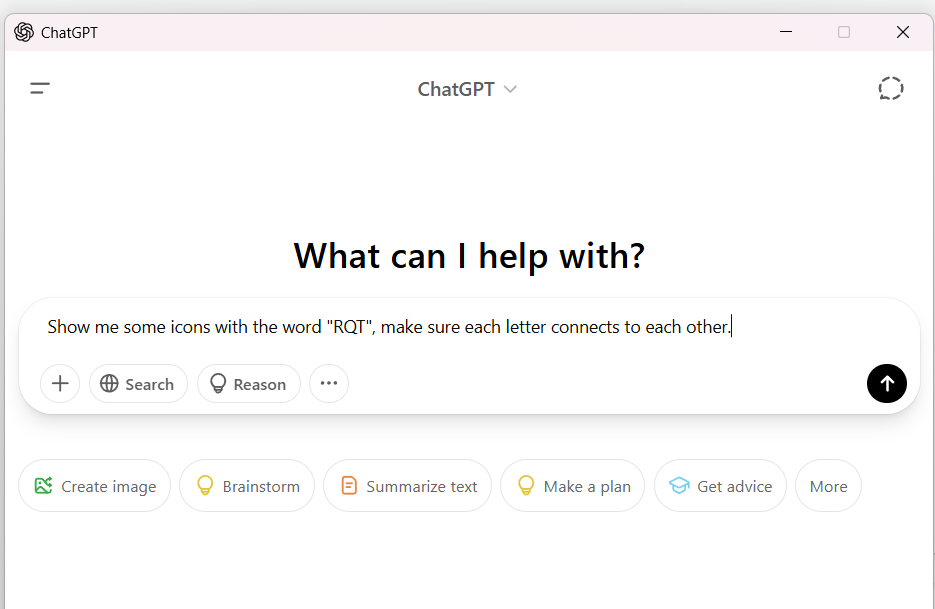 ChatGPT
ChatGPT
What can I help with?
Show me some icons with the word "RQT", make sure each letter connects to each other.
Search Reason
Create image Brainstorm Summarize text Make a plan Get advice More